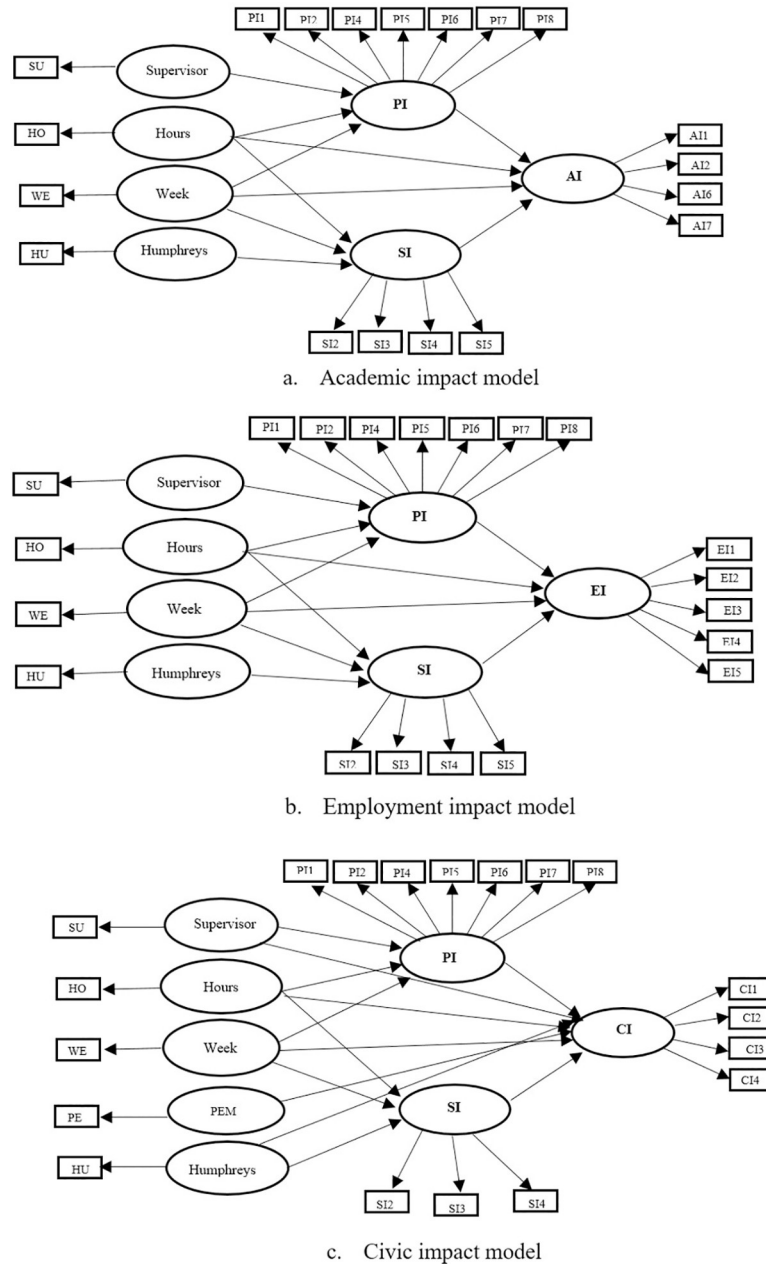 PI1 PI2 PI4 PI5 PI6 PI7 PI8
SU Supervisor
PI
HO Hours
AI1
AI2
AI
WE Week
AI6
AI7
HU Humphreys
SI
SI2 SI3 SI4 SI5
a. Academic impact model
PI1 PI2 PI4 PI5 PI6 PI7 PI8
SU Supervisor
PI
HO Hours
EI1
EI2
EI
EI3
WE Week
EI4
EI5
HU Humphreys
SI
SI2 SI3 SI4 SI5
b. Employment impact model
PI1 PI2 PI4 PI5 PI6 PI7 PI8
SU Supervisor
PI
HO Hours
CI1
CI2
CI
WE Week
CI3
CI4
PE PEM
SI
HU Humphreys
SI2 SI3 SI4
c. Civic impact model